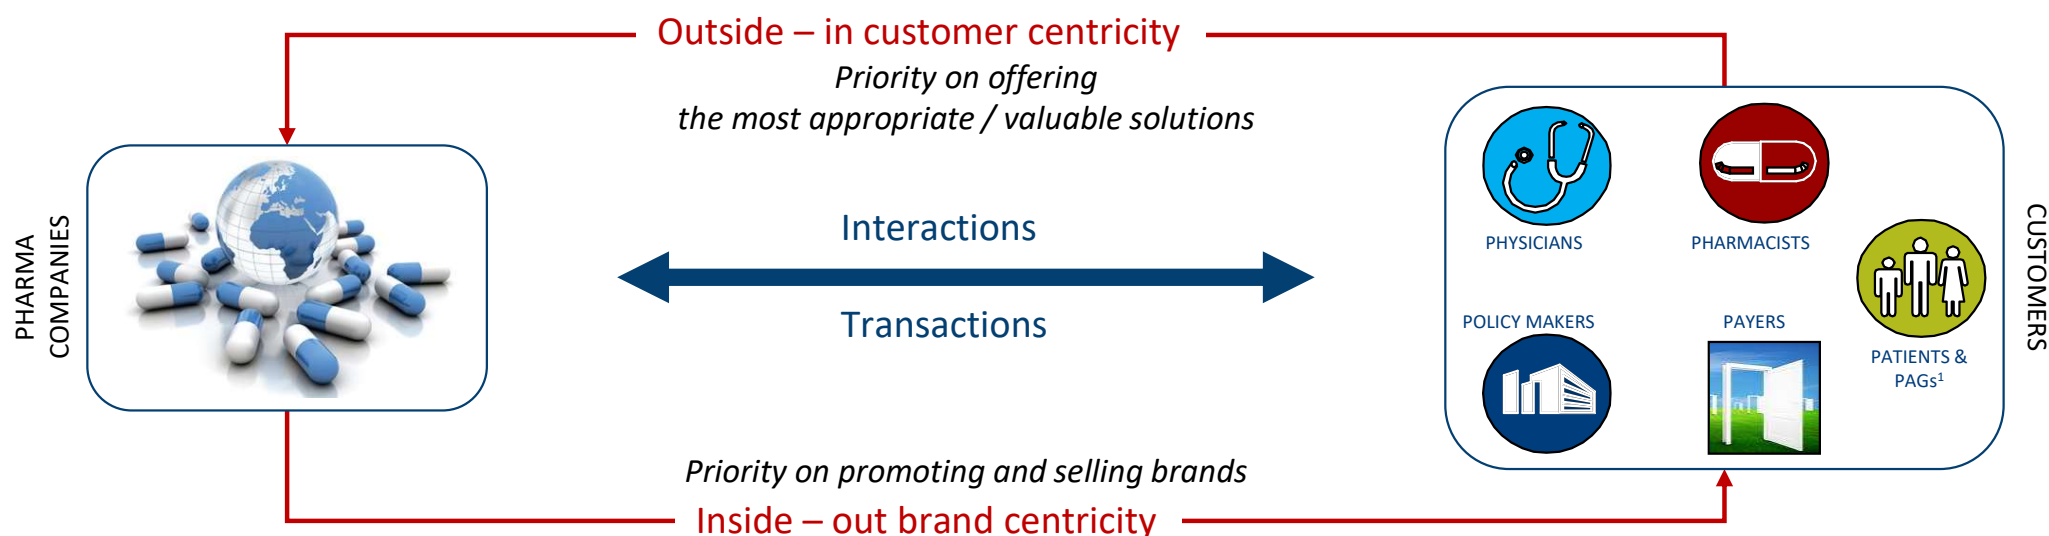 Outside – in customer centricity
Priority on offering
the most appropriate / valuable solutions
PHARMA
COMPANIES
Interactions
Transactions
PHYSICIANS
PHARMACISTS
POLICY MAKERS
PAYERS
PATIENTS &
PAGs¹
CUSTOMERS
Priority on promoting and selling brands
Inside – out brand centricity